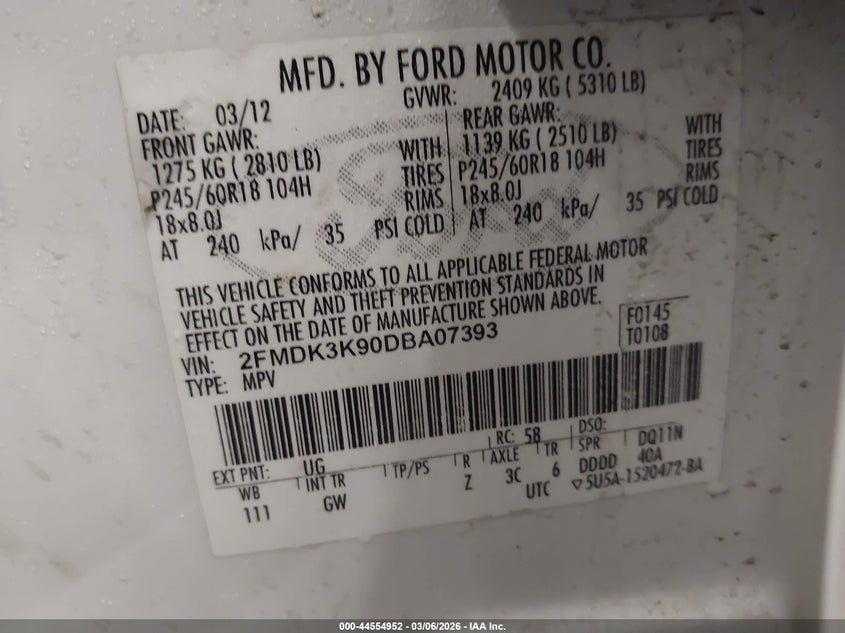 MFD. BY FORD MOTOR CO.
DATE: 03/12
GVWR: 2409 KG ( 5310 LB)
FRONT GAWR:
1275 KG ( 2810 LB)
P245/60R18 104H
18x8.0J
WITH
TIRES
RIMS
AT 240 kPa/ 35 PSI COLD
REAR GAWR:
1139 KG ( 2510 LB)
P245/60R18 104H
18x8.0J
WITH
TIRES
RIMS
AT 240 kPa/ 35 PSI COLD
THIS VEHICLE CONFORMS TO ALL APPLICABLE FEDERAL MOTOR
VEHICLE SAFETY AND THEFT PREVENTION STANDARDS IN
EFFECT ON THE DATE OF MANUFACTURE SHOWN ABOVE.
VIN: 2FMDK3K90DBA07393
TYPE: MPV
F0145
T0108
EXT PNT: UG
RC: 58
DSO:
WB
INT TR
TP/PS
R
AXLE
TR
SPR
DQ11N
111
GW
Z
3C
6
DDDD
40A
UTC
▽5U5A-1520472-BA
000-44554952 | 03/06/2026 - IAA Inc.